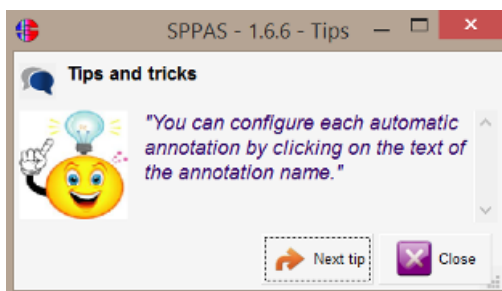 SPPAS - 1.6.6 - Tips
Tips and tricks
"You can configure each automatic
annotation by clicking on the text of
the annotation name."
Next tip
Close